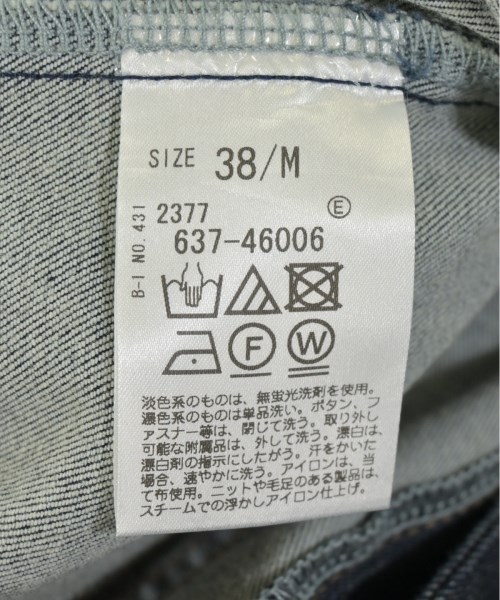 SIZE 38/M
B-I NO. 431
2377 Ⓔ
637-46006
F W
淡色系のものは、無蛍光洗剤を使用。
濃色系のものは単品洗い。ボタン、フ
ァスナー等は、閉じて洗う。取り外し
可能な附属品は、外して洗う。漂白は、
漂白剤の指示にしたがう。汗をかいた
場合、速やかに洗う。アイロンは、当
て布使用。ニットや毛足のある製品は、
スチームでの浮かしアイロン仕上げ。